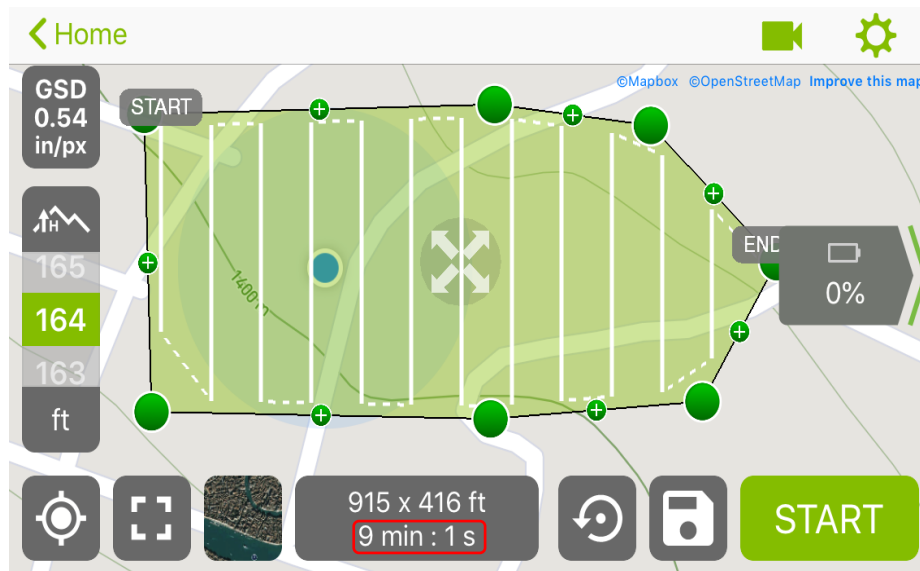 Home
©Mapbox ©OpenStreetMap Improve this map
GSD
0.54
in/px
START
H
165
164
163
ft
END
0%
915 x 416 ft
9 min : 1 s
START